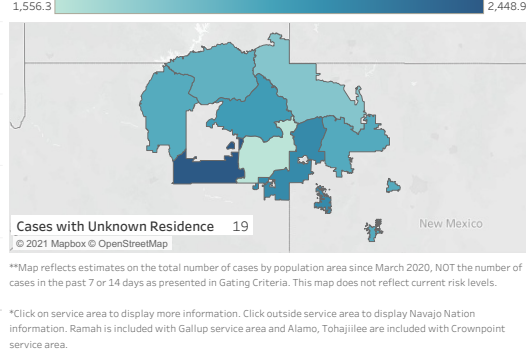 1,556.3 2,448.9
New Mexico
Cases with Unknown Residence 19
© 2021 Mapbox © OpenStreetMap
**Map reflects estimates on the total number of cases by population area since March 2020, NOT the number of
cases in the past 7 or 14 days as presented in Gating Criteria. This map does not reflect current risk levels.
*Click on service area to display more information. Click outside service area to display Navajo Nation
information. Ramah is included with Gallup service area and Alamo, Tohajiilee are included with Crownpoint
service area.